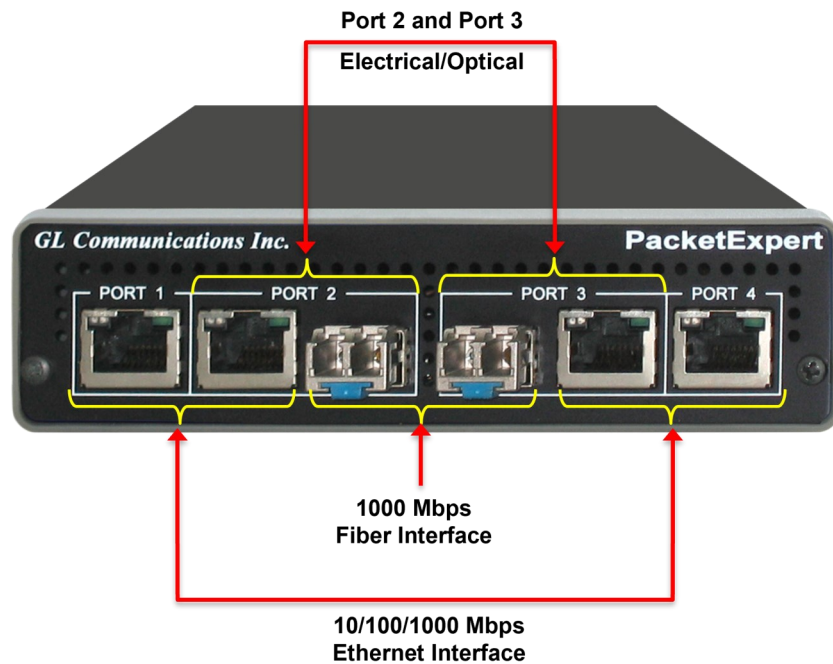 Port 2 and Port 3
Electrical/Optical
GL Communications Inc.
PacketExpert
PORT 1
PORT 2
PORT 3
PORT 4
1000 Mbps
Fiber Interface
10/100/1000 Mbps
Ethernet Interface